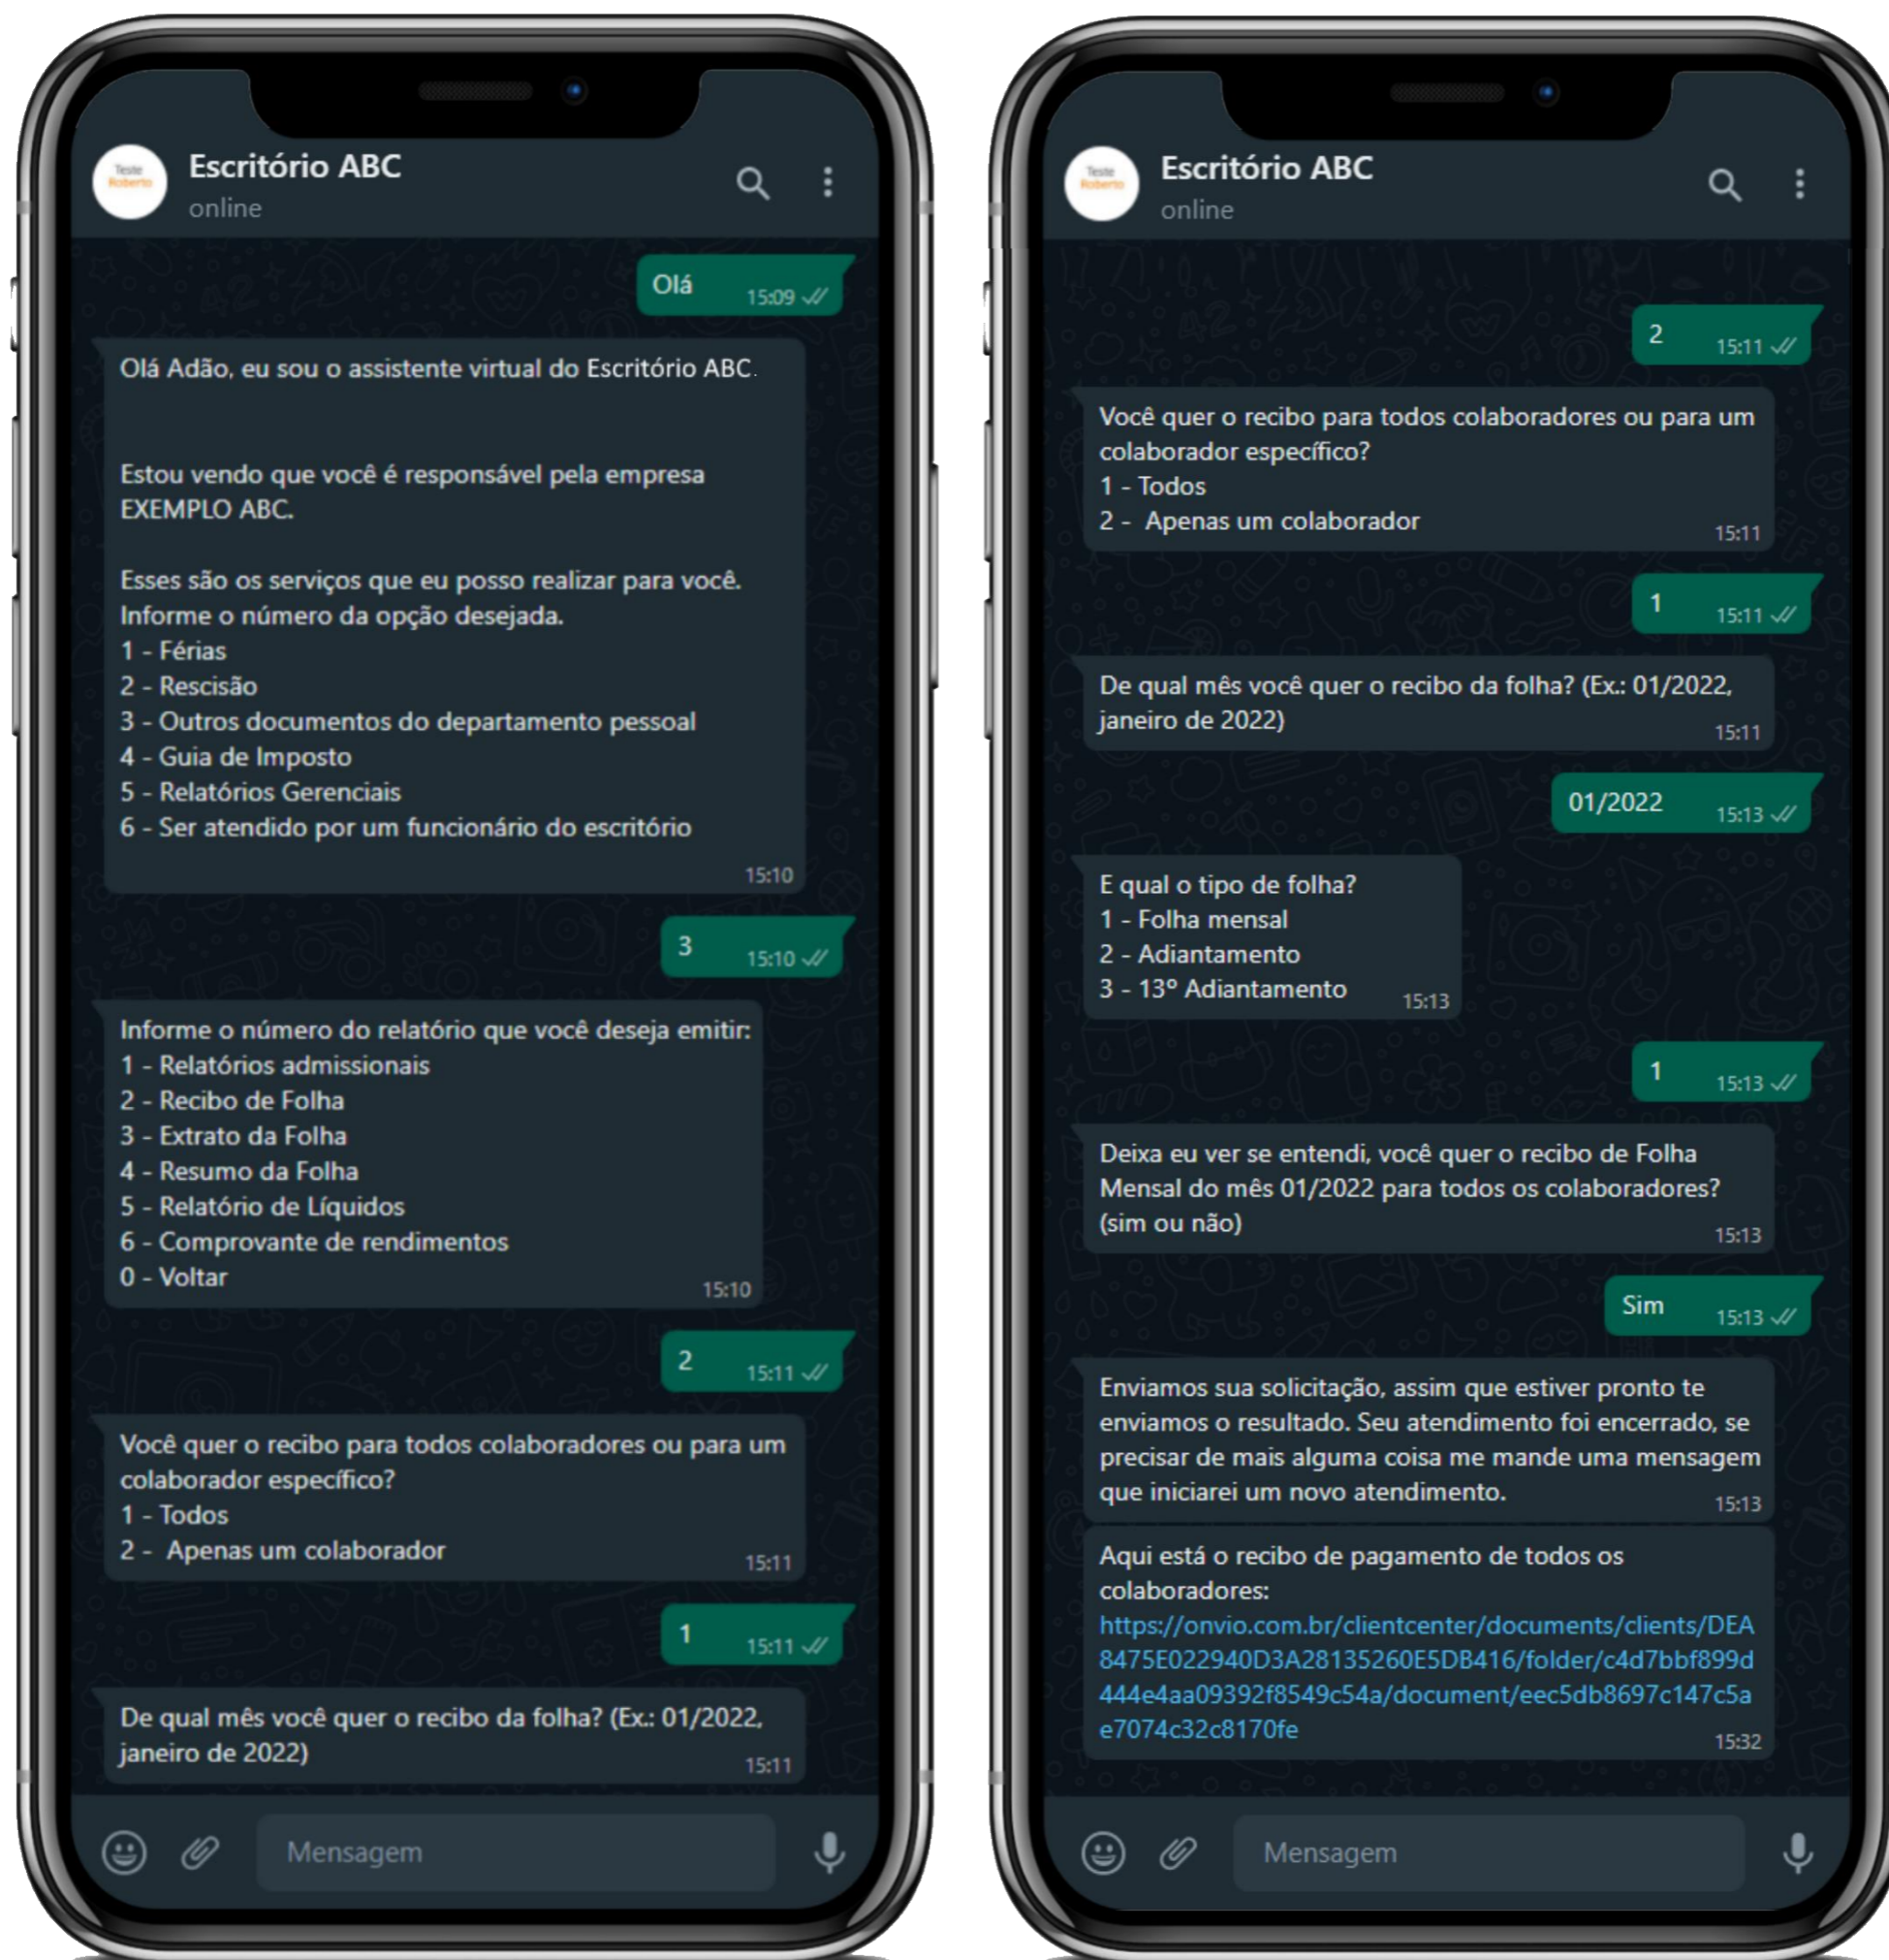 Teste
Roberto
Escritório ABC
online
Olá
15:09
Olá Adão, eu sou o assistente virtual do Escritório ABC.
Estou vendo que você é responsável pela empresa
EXEMPLO ABC.
Esses são os serviços que eu posso realizar para você.
Informe o número da opção desejada.
1 - Férias
2 - Rescisão
3 - Outros documentos do departamento pessoal
4 - Guia de Imposto
5 - Relatórios Gerenciais
6 - Ser atendido por um funcionário do escritório
15:10
3
15:10
Informe o número do relatório que você deseja emitir:
1 - Relatórios admissionais
2 - Recibo de Folha
3 - Extrato da Folha
4 - Resumo da Folha
5 - Relatório de Líquidos
6 - Comprovante de rendimentos
0 - Voltar
15:10
2
15:11
Você quer o recibo para todos colaboradores ou para um
colaborador específico?
1 - Todos
2 -  Apenas um colaborador
15:11
1
15:11
De qual mês você quer o recibo da folha? (Ex.: 01/2022,
janeiro de 2022)
15:11
Mensagem
Teste
Roberto
Escritório ABC
online
2
15:11
Você quer o recibo para todos colaboradores ou para um
colaborador específico?
1 - Todos
2 -  Apenas um colaborador
15:11
1
15:11
De qual mês você quer o recibo da folha? (Ex.: 01/2022,
janeiro de 2022)
15:11
01/2022
15:13
E qual o tipo de folha?
1 - Folha mensal
2 - Adiantamento
3 - 13º Adiantamento
15:13
1
15:13
Deixa eu ver se entendi, você quer o recibo de Folha
Mensal do mês 01/2022 para todos os colaboradores?
(sim ou não)
15:13
Sim
15:13
Enviamos sua solicitação, assim que estiver pronto te
enviamos o resultado. Seu atendimento foi encerrado, se
precisar de mais alguma coisa me mande uma mensagem
que iniciarei um novo atendimento.
15:13
Aqui está o recibo de pagamento de todos os
colaboradores:
https://onvio.com.br/clientcenter/documents/clients/DEA
8475E022940D3A28135260E5DB416/folder/c4d7bbf899d
444e4aa09392f8549c54a/document/eec5db8697c147c5a
e7074c32c8170fe
15:32
Mensagem